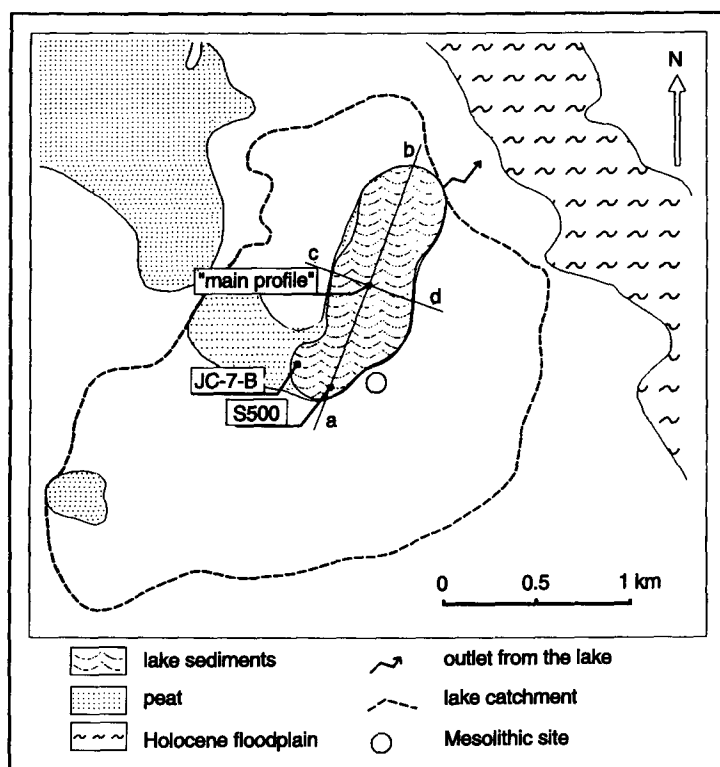 N
b
c
"main profile"
d
JC-7-B
S500
a
0 0.5 1 km
lake sediments
outlet from the lake
peat
lake catchment
Holocene floodplain
Mesolithic site